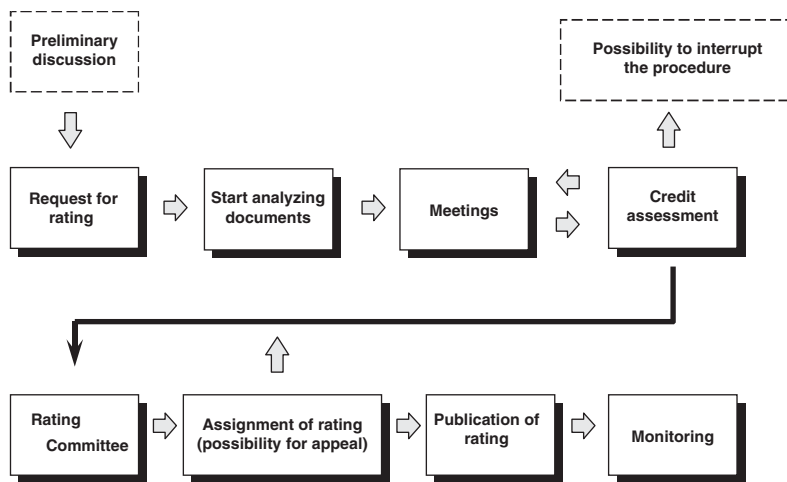 Preliminary
discussion
Possibility to interrupt
the procedure
Request for
rating
Start analyzing
documents
Meetings
Credit
assessment
Rating
Committee
Assignment of rating
(possibility for appeal)
Publication of
rating
Monitoring